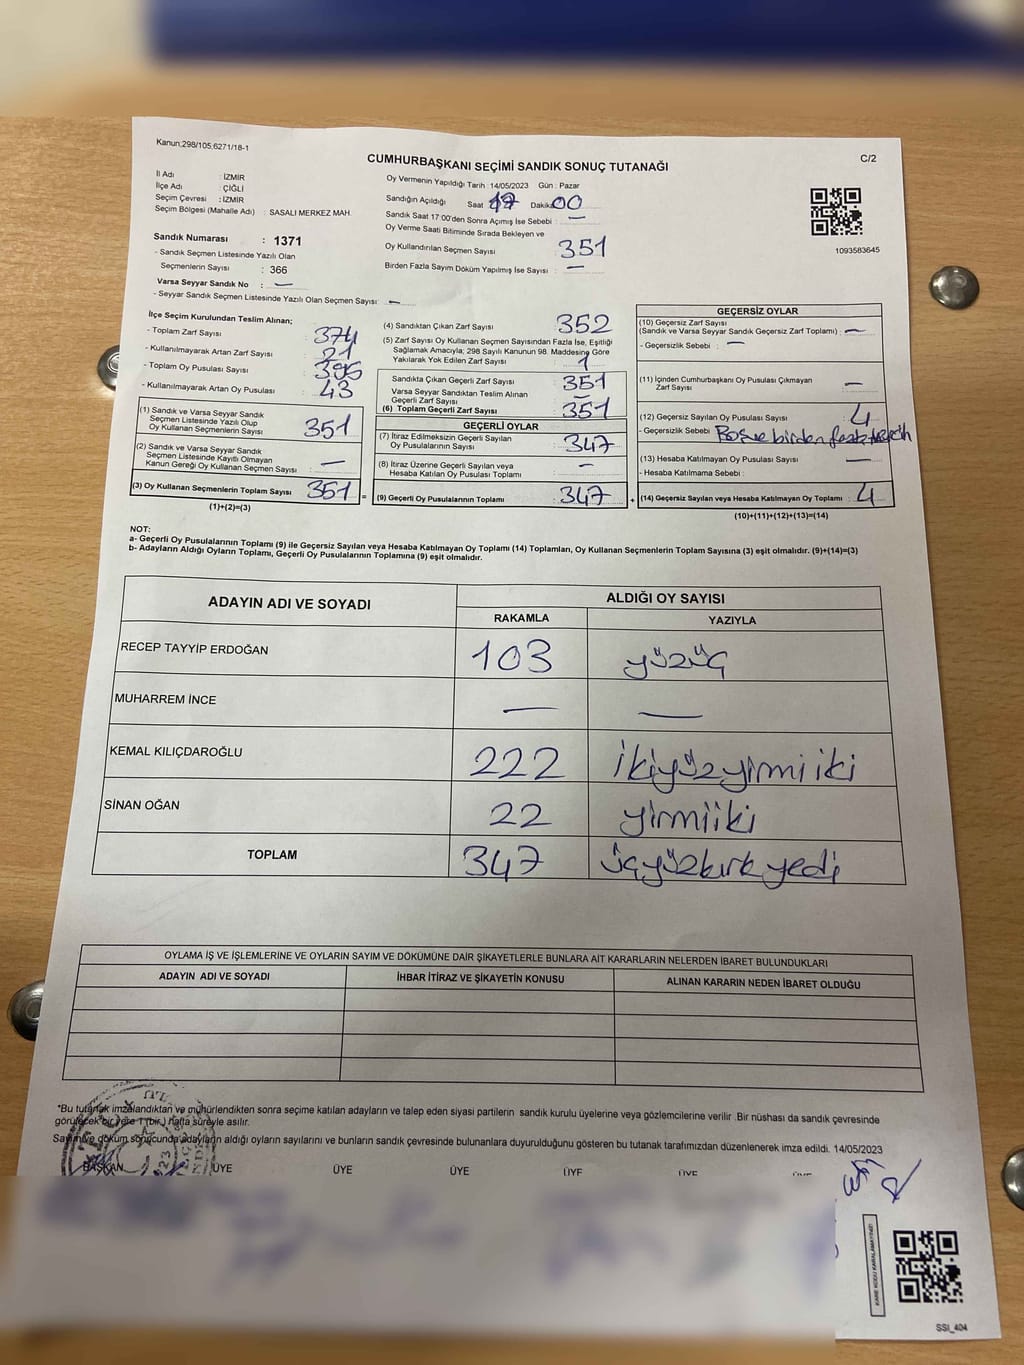 Kanun,298/105,6271/18-1
CUMHURBAŞKANI SEÇİMİ SANDIK SONUÇ TUTANAĞI
C/2
İl Adı : İZMİR
İlçe Adı : ÇİĞLİ
Seçim Çevresi : İZMİR
Seçim Bölgesi (Mahalle Adı) : SASALI MERKEZ MAH.
Sandık Numarası : 1371
- Sandık Seçmen Listesinde Yazılı Olan
Seçmenlerin Sayısı : 366
Varsa Seyyar Sandık No : —
- Seyyar Sandık Seçmen Listesinde Yazılı Olan Seçmen Sayısı: —
Oy Vermenin Yapıldığı Tarih :14/05/2023 Gün : Pazar
Sandığın Açıldığı Saat 17 Dakika:00
Sandık Saat 17:00'den Sonra Açımış İse Sebebi : —
Oy Verme Saati Bitiminde Sırada Bekleyen ve
Oy Kullandırılan Seçmen Sayısı 351
Birden Fazla Sayım Döküm Yapılmış İse Sayısı : —
1093583645
İlçe Seçim Kurulundan Teslim Alınan;
- Toplam Zarf Sayısı : 374
- Kullanılmayarak Artan Zarf Sayısı : 21
- Toplam Oy Pusulası Sayısı : 395
- Kullanılmayarak Artan Oy Pusulası : 43
(1) Sandık ve Varsa Seyyar Sandık
Seçmen Listesinde Yazılı Olup
Oy Kullanan Seçmenlerin Sayısı : 351
(2) Sandık ve Varsa Seyyar Sandık
Seçmen Listesinde Kayıtlı Olmayan
Kanun Gereği Oy Kullanan Seçmen Sayısı : —
(3) Oy Kullanan Seçmenlerin Toplam Sayısı : 351 =
(1)+(2)=(3)
(4) Sandıktan Çıkan Zarf Sayısı : 352
(5) Zarf Sayısı Oy Kullanan Seçmen Sayısından Fazla İse, Eşitliği
Sağlamak Amacıyla; 298 Sayılı Kanunun 98. Maddesine Göre
Yakılarak Yok Edilen Zarf Sayısı : 1
Sandıkta Çıkan Geçerli Zarf Sayısı : 351
Varsa Seyyar Sandıktan Teslim Alınan
Geçerli Zarf Sayısı : —
(6) Toplam Geçerli Zarf Sayısı : 351
GEÇERLİ OYLAR
(7) İtiraz Edilmeksizin Geçerli Sayılan
Oy Pusulalarının Sayısı : 347
(8) İtiraz Üzerine Geçerli Sayılan veya
Hesaba Katılan Oy Pusulası Toplamı : —
(9) Geçerli Oy Pusulalarının Toplamı : 347 +
GEÇERSİZ OYLAR
(10) Geçersiz Zarf Sayısı
(Sandık ve Varsa Seyyar Sandık Geçersiz Zarf Toplamı) : —
- Geçersizlik Sebebi : —
(11) İçinden Cumhurbaşkanı Oy Pusulası Çıkmayan
Zarf Sayısı : —
(12) Geçersiz Sayılan Oy Pusulası Sayısı : 4
- Geçersizlik Sebebi : Boş ve birden fazla tercih
(13) Hesaba Katılmayan Oy Pusulası Sayısı : —
- Hesaba Katılmama Sebebi :
(14) Geçersiz Sayılan veya Hesaba Katılmayan Oy Toplamı : 4
(10)+(11)+(12)+(13)=(14)
NOT:
a- Geçerli Oy Pusulalarının Toplamı (9) ile Geçersiz Sayılan veya Hesaba Katılmayan Oy Toplamı (14) Toplamları, Oy Kullanan Seçmenlerin Toplam Sayısına (3) eşit olmalıdır. (9)+(14)=(3)
b- Adayların Aldığı Oyların Toplamı, Geçerli Oy Pusulalarının Toplamına (9) eşit olmalıdır.
ADAYIN ADI VE SOYADI
ALDIĞI OY SAYISI
RAKAMLA YAZIYLA
RECEP TAYYİP ERDOĞAN 103 yüzüç
MUHARREM İNCE — —
KEMAL KILIÇDAROĞLU 222 ikiyüzyirmiiki
SİNAN OĞAN 22 yirmiiki
TOPLAM 347 üçyüzkırkyedi
OYLAMA İŞ VE İŞLEMLERİNE VE OYLARIN SAYIM VE DÖKÜMÜNE DAİR ŞİKAYETLERLE BUNLARA AİT KARARLARIN NELERDEN İBARET BULUNDUKLARI
ADAYIN ADI VE SOYADI İHBAR İTİRAZ VE ŞİKAYETİN KONUSU ALINAN KARARIN NEDEN İBARET OLDUĞU
*Bu tutanak imzalandıktan ve mühürlendikten sonra seçime katılan adayların ve talep eden siyasi partilerin sandık kurulu üyelerine veya gözlemcilerine verilir .Bir nüshası da sandık çevresinde
görülecek bir yere 1 (bir) hafta süreyle asılır.
Sayım ve döküm sonucunda adayların aldığı oyların sayılarını ve bunların sandık çevresinde bulunanlara duyurulduğunu gösteren bu tutanak tarafımızdan düzenlenerek imza edildi. 14/05/2023
BAŞKAN ÜYE ÜYE ÜYE ÜYE ÜYE
KARE KODU KARALAMAYINIZ!
SSI_404